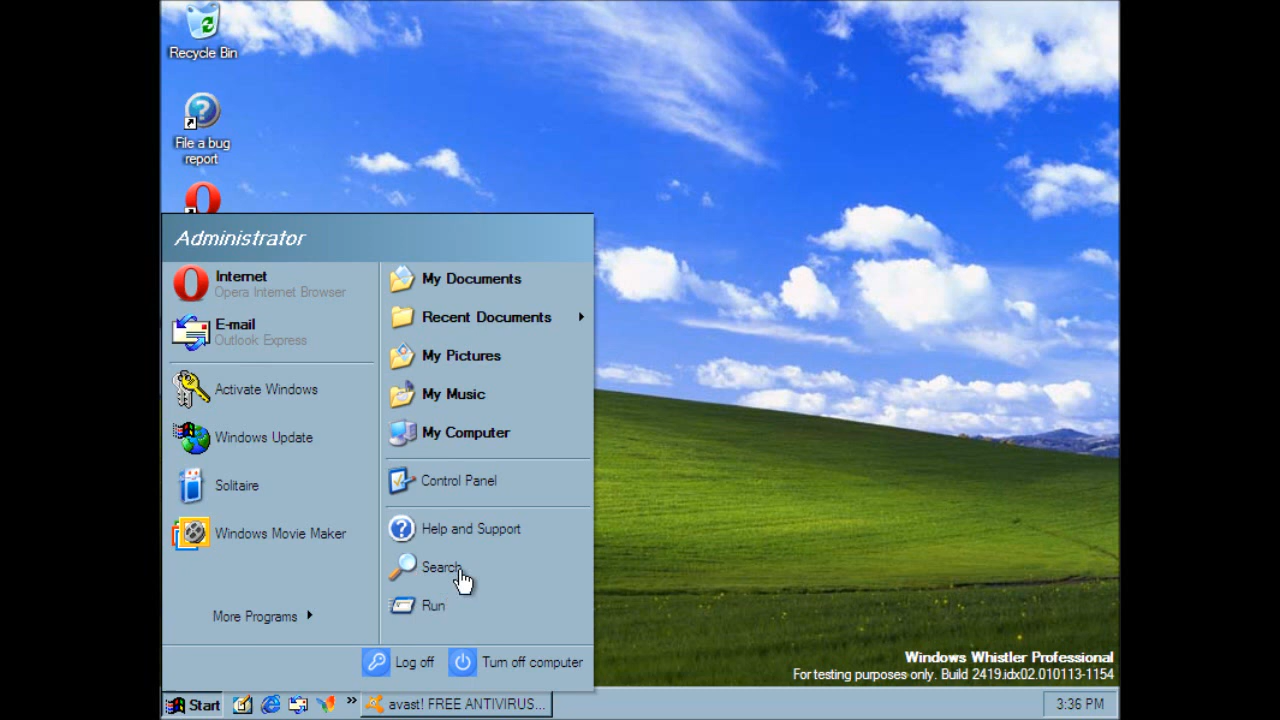 Recycle Bin
File a bug
report
Administrator
Internet
Opera Internet Browser
E-mail
Outlook Express
Activate Windows
Windows Update
Solitaire
Windows Movie Maker
More Programs
My Documents
Recent Documents
My Pictures
My Music
My Computer
Control Panel
Help and Support
Search
Run
Log off
Turn off computer
Windows Whistler Professional
For testing purposes only. Build 2419.idx02.010113-1154
Start
avast! FREE ANTIVIRUS...
3:36 PM